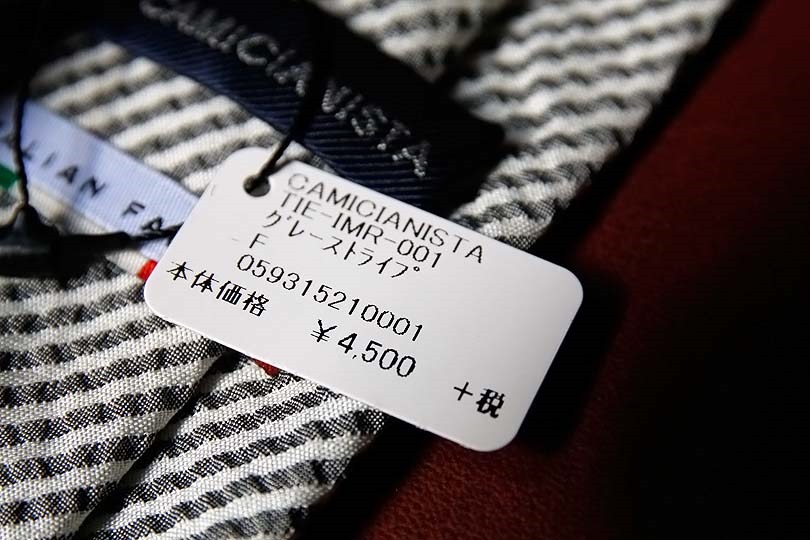 CAMICIANISTA
ALIAN FA
CAMICIANISTA
TIE-IMR-001
グレーストライプ
F
059315210001
本体価格
¥4,500
+税